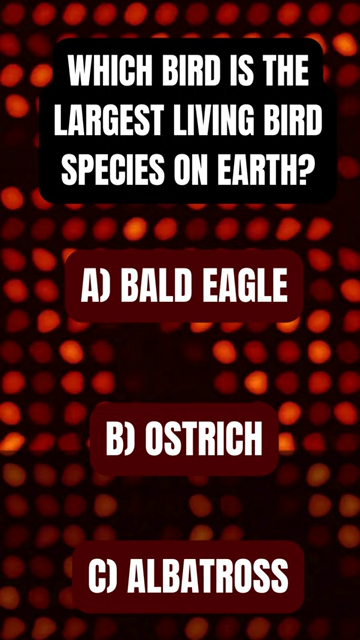 WHICH BIRD IS THE
LARGEST LIVING BIRD
SPECIES ON EARTH?
A) BALD EAGLE
B) OSTRICH
C) ALBATROSS